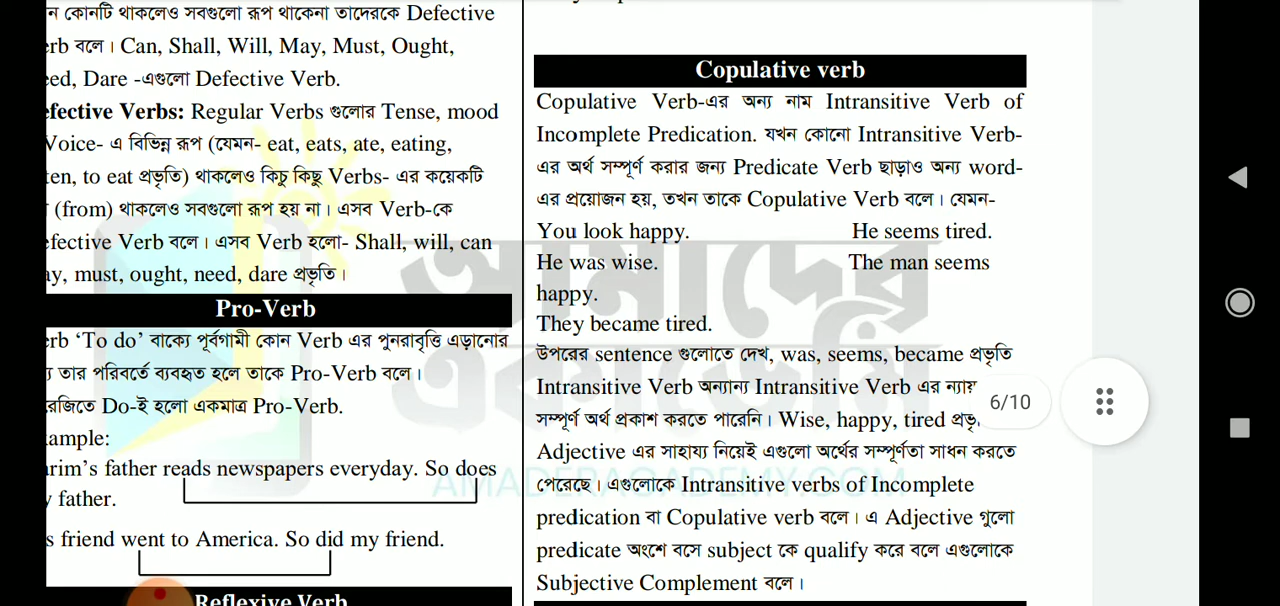 ন কোনটি থাকলেও সবগুলো রূপ থাকেনা তাদেরকে Defective
erb বলে। Can, Shall, Will, May, Must, Ought,
eed, Dare -এগুলো Defective Verb.
efective Verbs: Regular Verbs গুলোর Tense, mood
Voice- এ বিভিন্ন রূপ (যেমন- eat, eats, ate, eating,
ten, to eat প্রভৃতি) থাকলেও কিচু কিছু Verbs- এর কয়েকটি
(from) থাকলেও সবগুলো রূপ হয় না। এসব Verb-কে
efective Verb বলে। এসব Verb হলো- Shall, will, can
ay, must, ought, need, dare প্রভৃতি।
Pro-Verb
erb ‘To do’ বাক্যে পূর্বগামী কোন Verb এর পুনরাবৃত্তি এড়ানোর
্য তার পরিবর্তে ব্যবহৃত হলে তাকে Pro-Verb বলে।
রেজিতে Do-ই হলো একমাত্র Pro-Verb.
ample:
arim’s father reads newspapers everyday. So does
y father.
s friend went to America. So did my friend.
Reflexive Verb
Copulative verb
Copulative Verb-এর অন্য নাম Intransitive Verb of
Incomplete Predication. যখন কোনো Intransitive Verb-
এর অর্থ সম্পূর্ণ করার জন্য Predicate Verb ছাড়াও অন্য word-
এর প্রয়োজন হয়, তখন তাকে Copulative Verb বলে। যেমন-
You look happy. He seems tired.
He was wise. The man seems
happy.
They became tired.
উপরের sentence গুলোতে দেখ, was, seems, became প্রভৃতি
Intransitive Verb অন্যান্য Intransitive Verb এর ন্যায়
সম্পূর্ণ অর্থ প্রকাশ করতে পারেনি। Wise, happy, tired প্রভৃ
Adjective এর সাহায্য নিয়েই এগুলো অর্থের সম্পূর্ণতা সাধন করতে
পেরেছে। এগুলোকে Intransitive verbs of Incomplete
predication বা Copulative verb বলে। এ Adjective গুলো
predicate অংশে বসে subject কে qualify করে বলে এগুলোকে
Subjective Complement বলে।
6/10
আমাদের
একাডেমি
AMADERACADEMY.COM